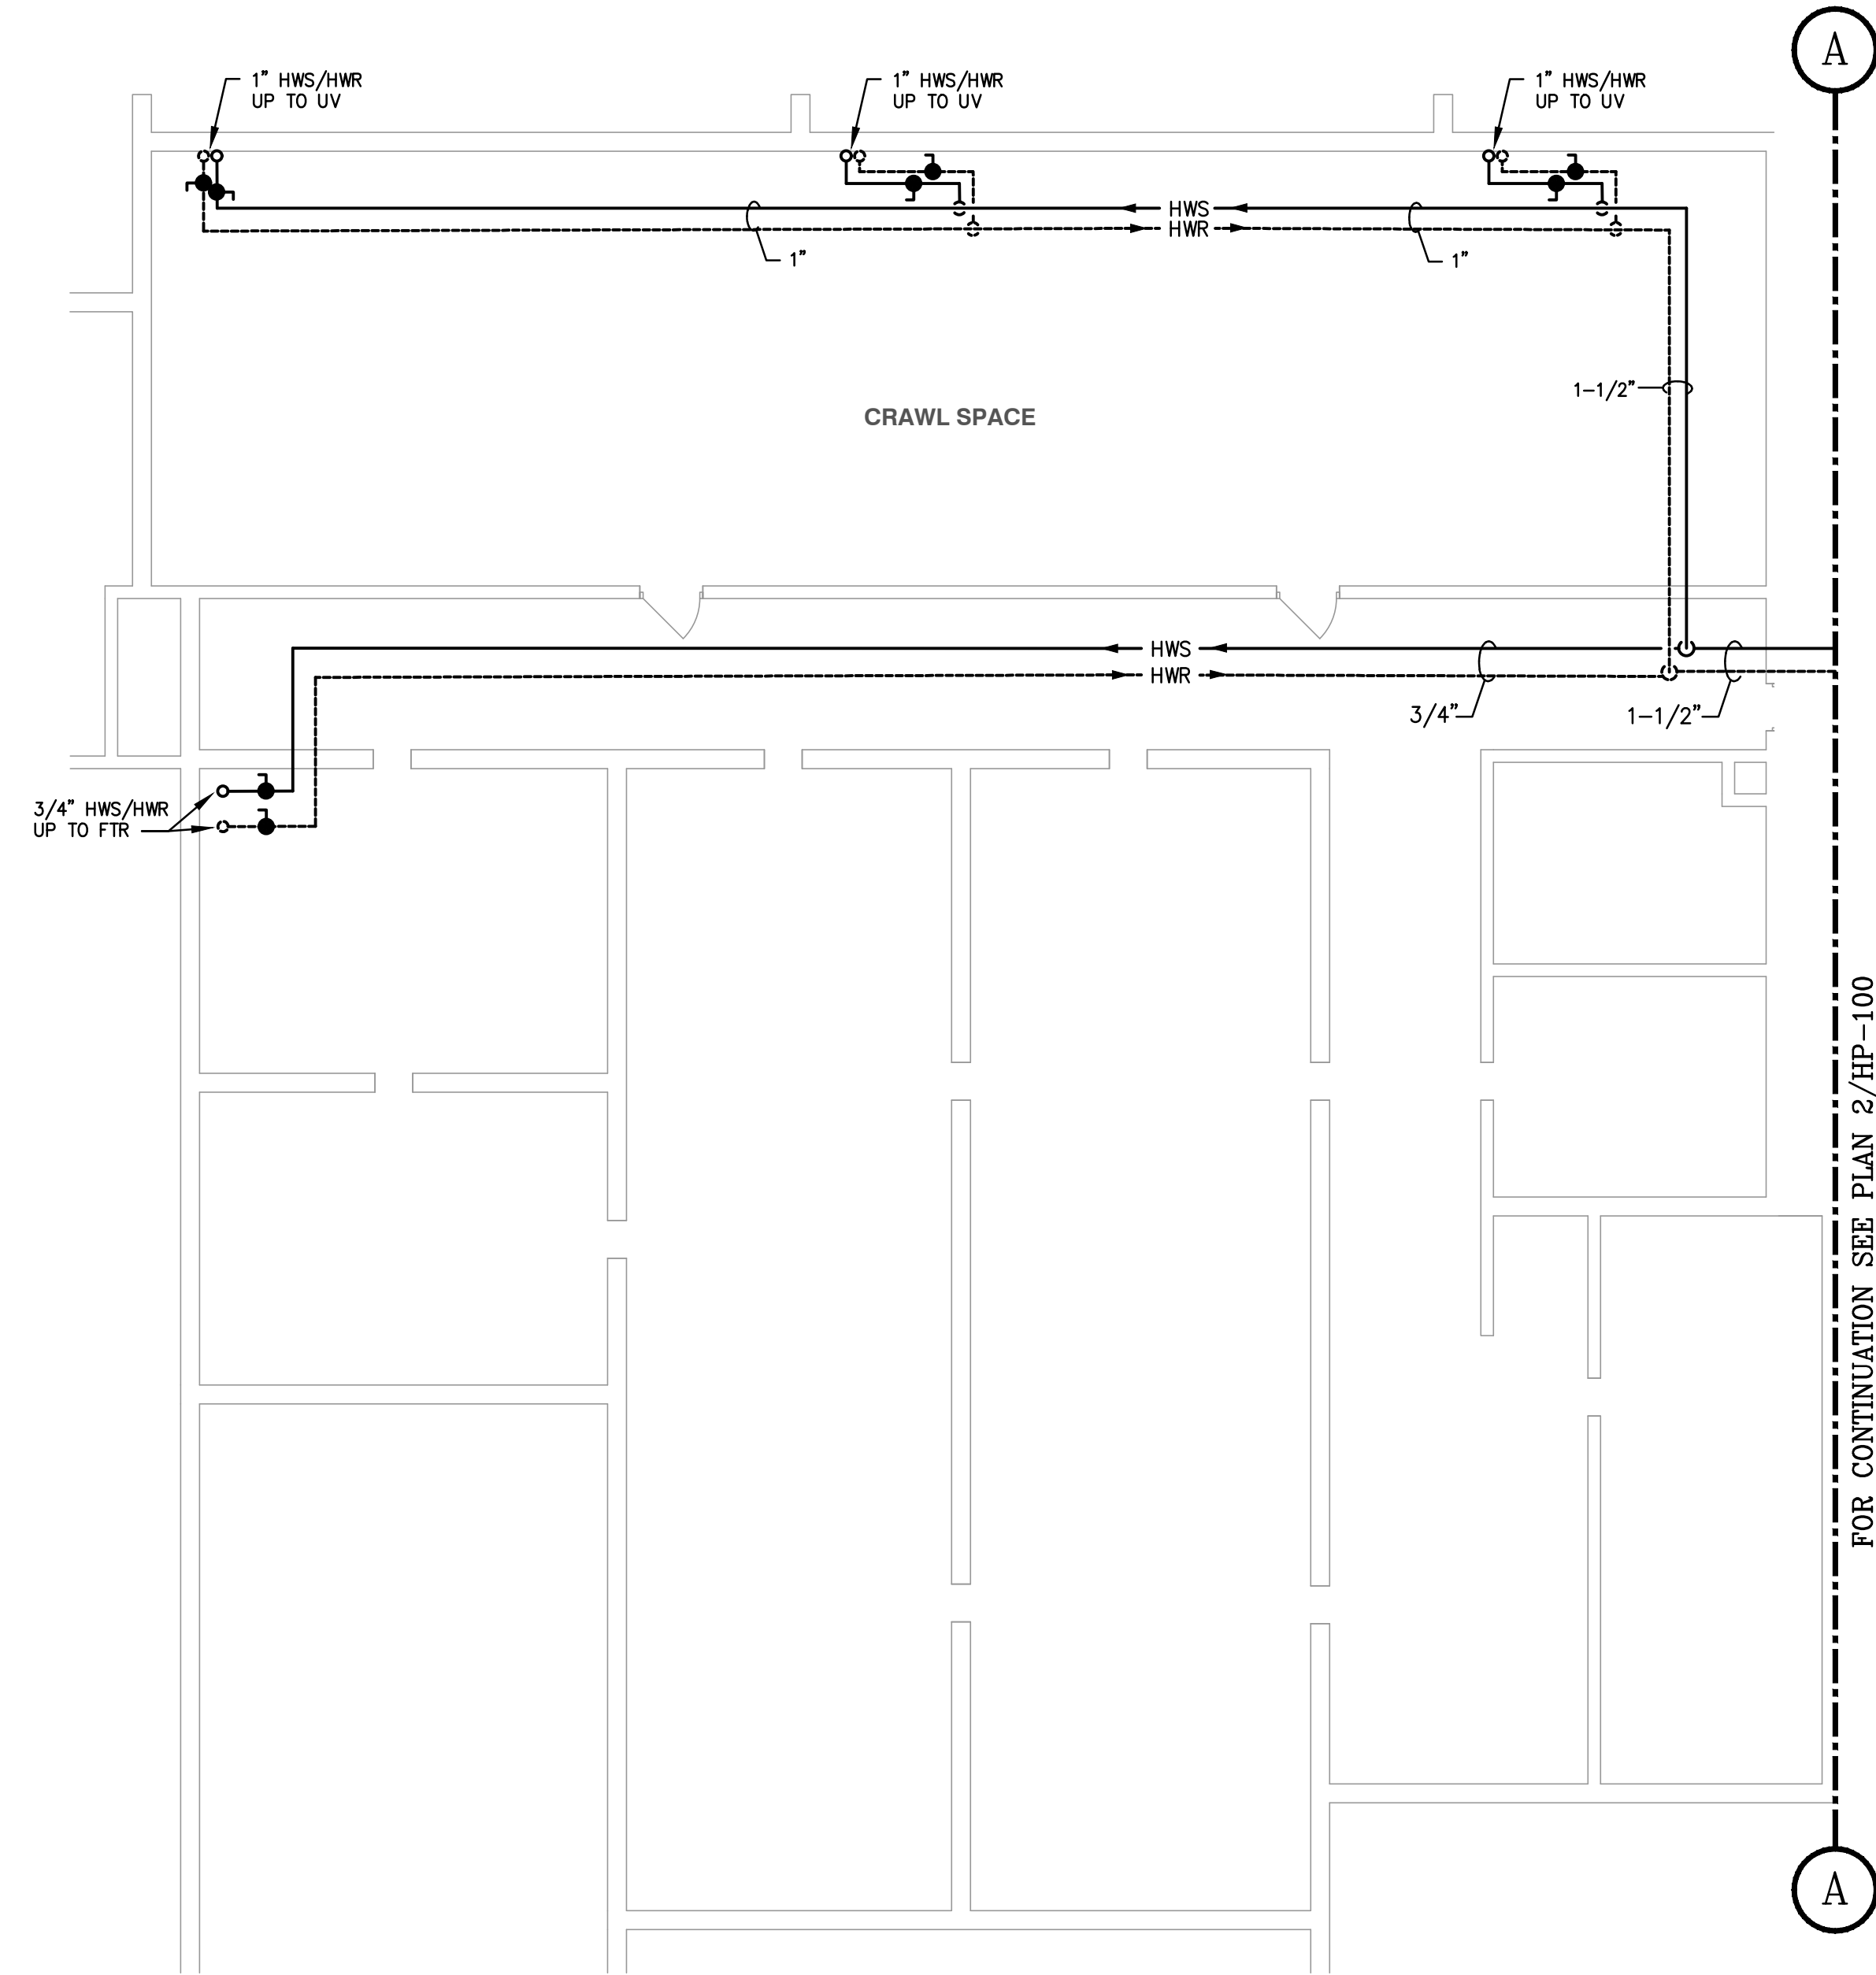 A
1" HWS/HWR
UP TO UV
1" HWS/HWR
UP TO UV
1" HWS/HWR
UP TO UV
HWS
HWR
1"
1"
1-1/2"
CRAWL SPACE
HWS
HWR
3/4"
1-1/2"
3/4" HWS/HWR
UP TO FTR
FOR CONTINUATION SEE PLAN 2/HP-100
A